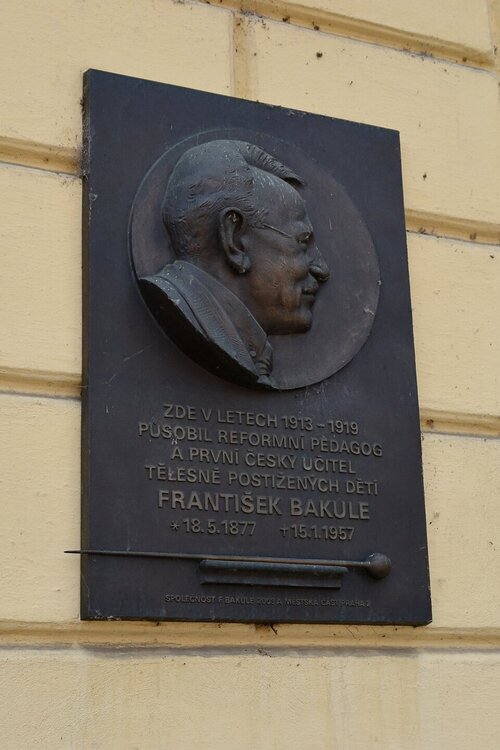 ZDE V LETECH 1913 – 1919
PŮSOBIL REFORMNÍ PEDAGOG
A PRVNÍ ČESKÝ UČITEL
TĚLESNĚ POSTIŽENÝCH DĚTÍ
FRANTIŠEK BAKULE
* 18.5.1877 † 15.1.1957
SPOLEČNOST F. BAKULE 2003 A MĚSTSKÁ ČÁST PRAHA 2